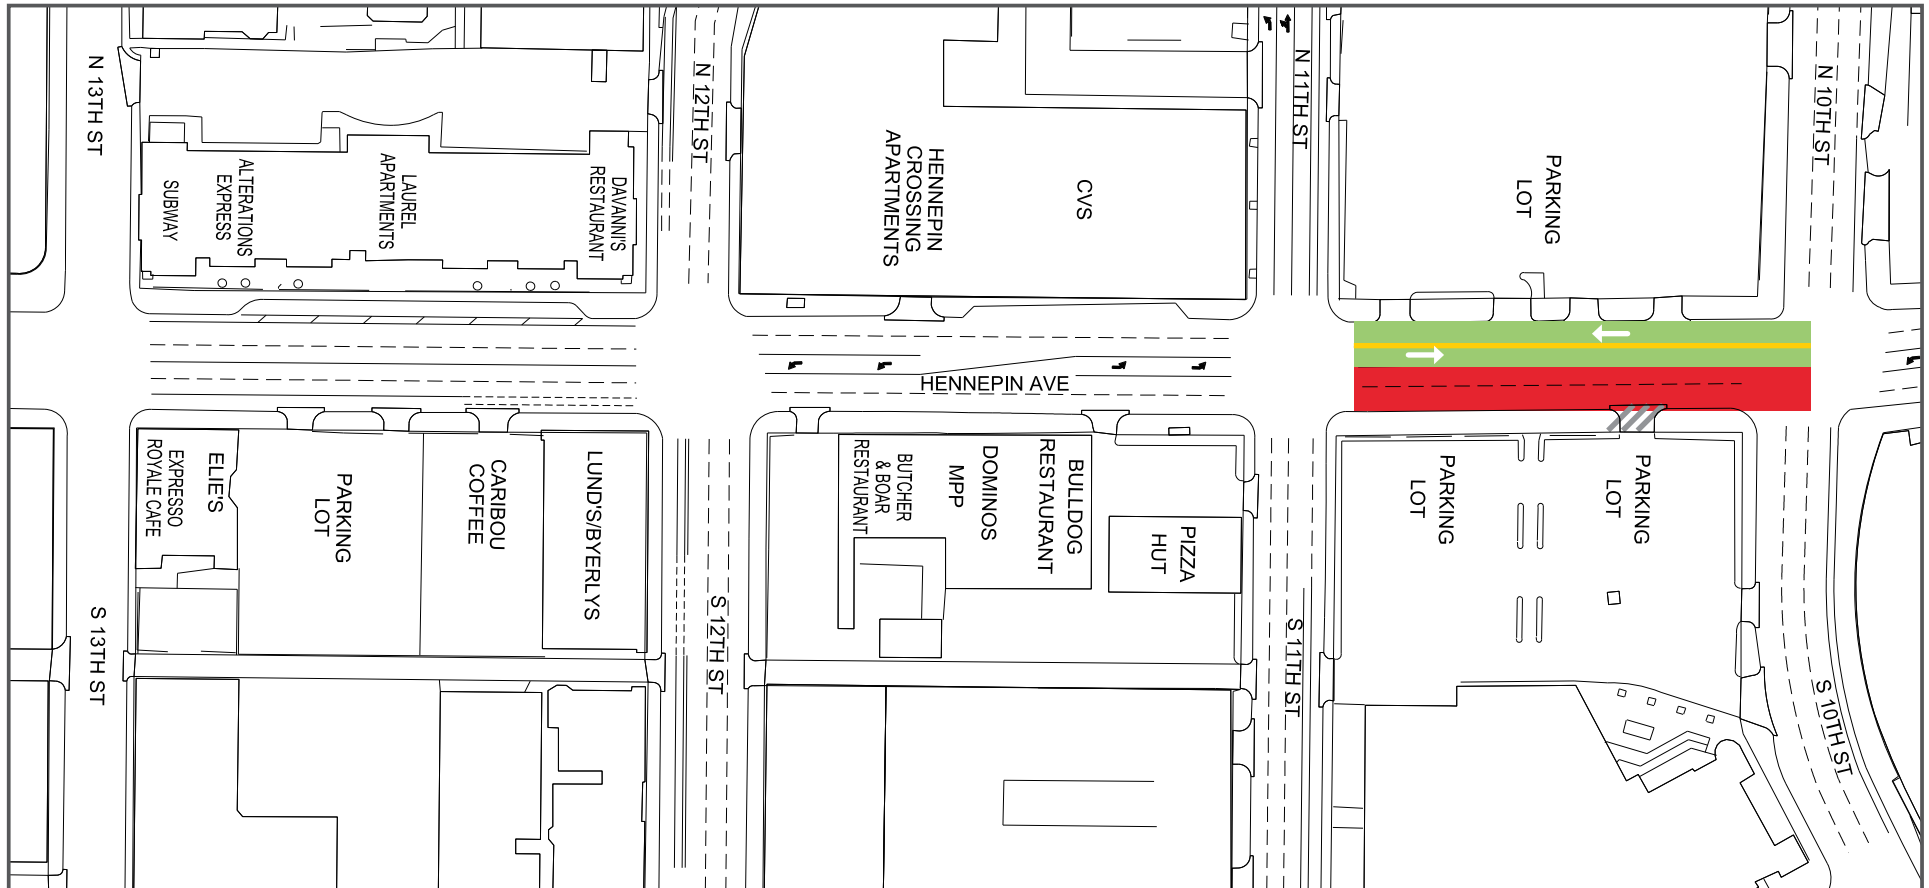 N 13TH ST
N 12TH ST
N 11TH ST
N 10TH ST
SUBWAY
ALTERATIONS
EXPRESS
LAUREL
APARTMENTS
DAVANNI'S
RESTAURANT
HENNEPIN
CROSSING
APARTMENTS
CVS
PARKING
LOT
HENNEPIN AVE
ELIE'S
EXPRESSO
ROYALE CAFE
PARKING
LOT
CARIBOU
COFFEE
LUND'S/BYERLYS
BUTCHER
& BOAR
RESTAURANT
DOMINOS
MPP
BULLDOG
RESTAURANT
PIZZA
HUT
PARKING
LOT
PARKING
LOT
S 13TH ST
S 12TH ST
S 11TH ST
S 10TH ST